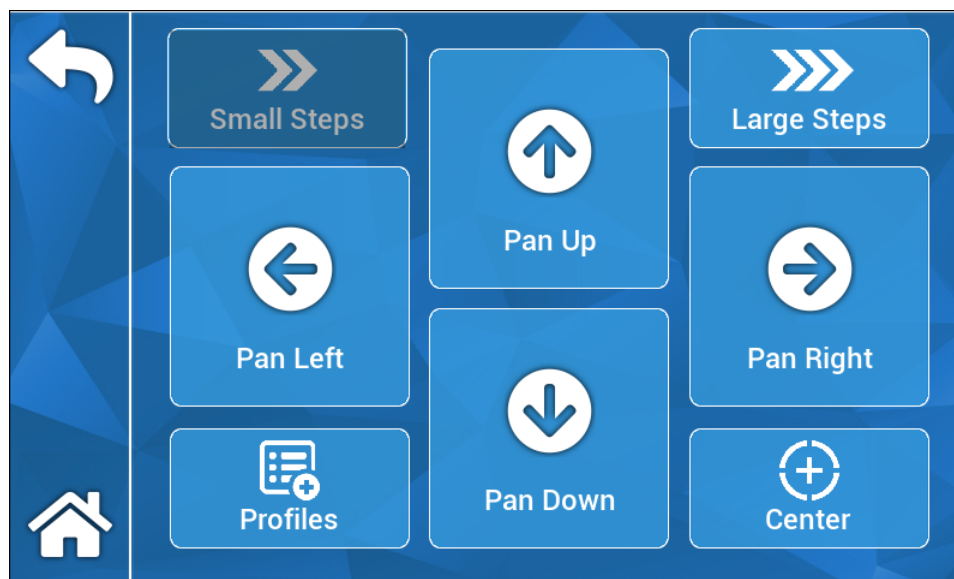 Small Steps
Large Steps
Pan Up
Pan Left
Pan Right
Pan Down
Profiles
Center